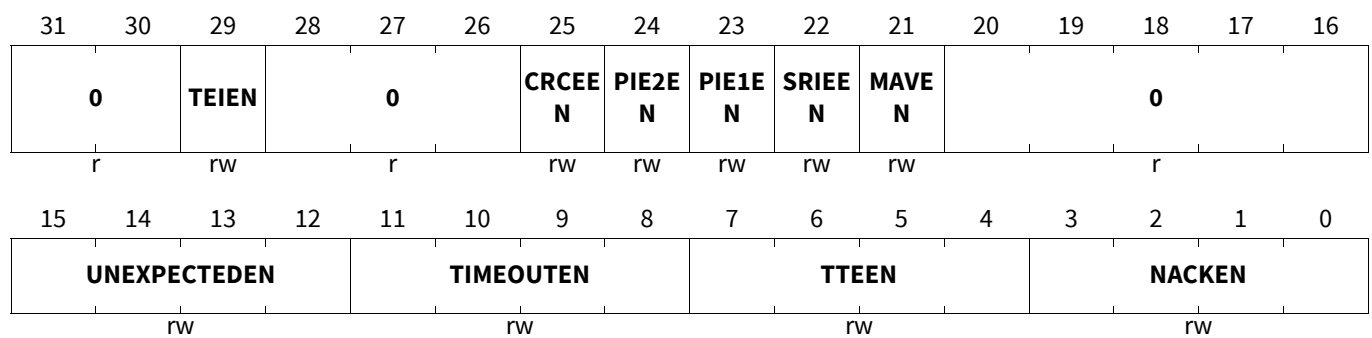 31 30 29 28 27 26 25 24 23 22 21 20 19 18 17 16
0 TEIEN 0 CRCEE PIE2E PIE1E SRIEE MAVE 0
N N N N N
r rw r rw rw rw rw rw r
15 14 13 12 11 10 9 8 7 6 5 4 3 2 1 0
UNEXPECTEDEN TIMEOUTEN TTEEN NACKEN
rw rw rw rw